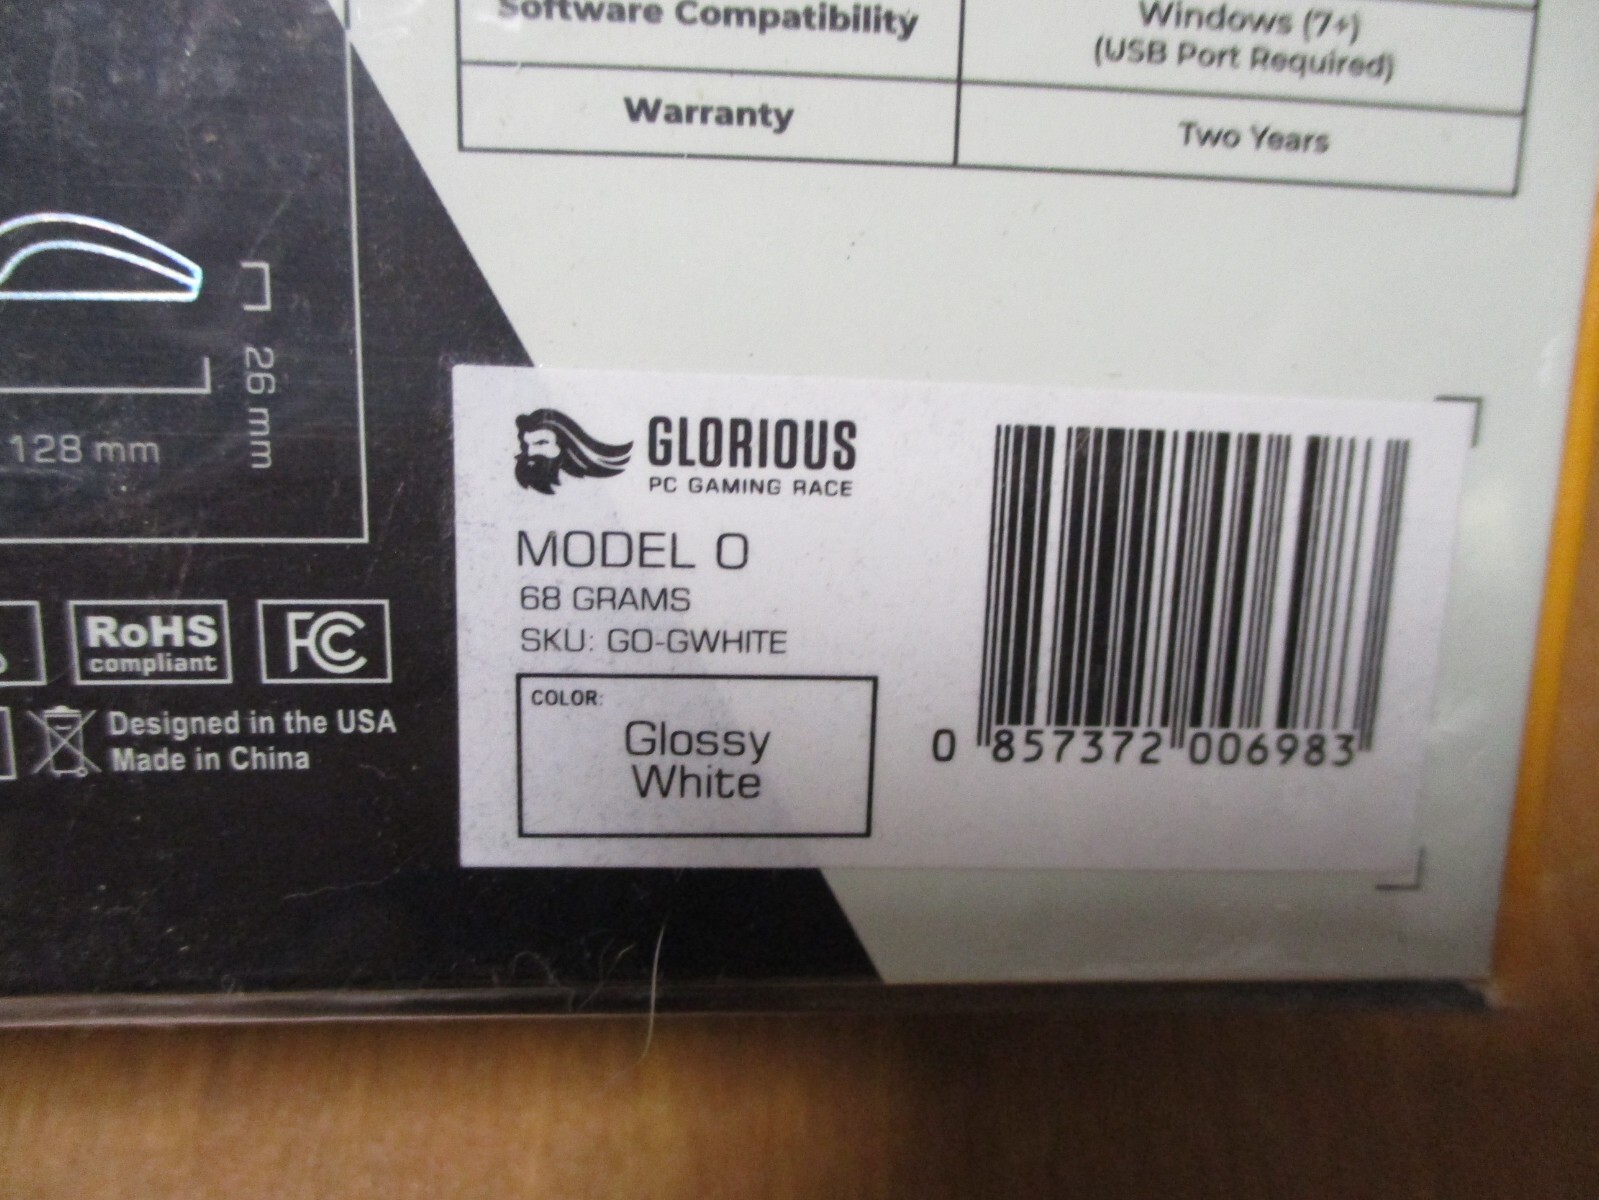 Software Compatibility
Windows (7+)
(USB Port Required)
Warranty
Two Years
26 mm
128 mm
RoHS
compliant
FC
Designed in the USA
Made in China
GLORIOUS
PC GAMING RACE
MODEL O
68 GRAMS
SKU: GO-GWHITE
COLOR:
Glossy
White
0 857372 006983